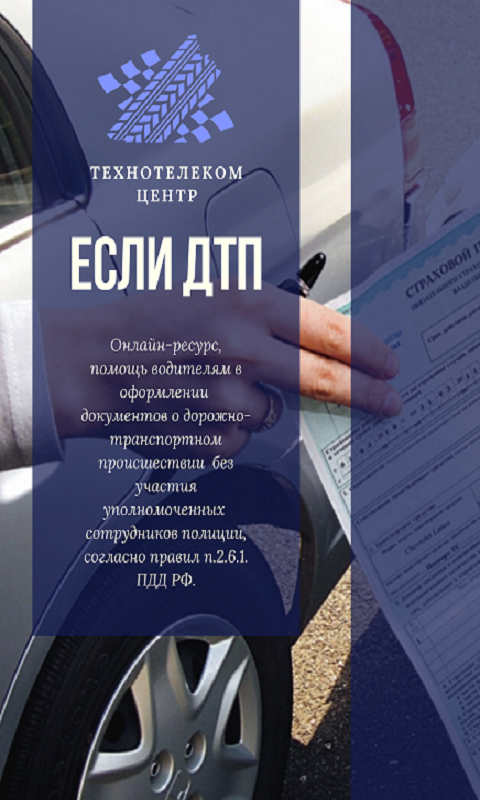 ТЕХНОТЕЛЕКОМ
ЦЕНТР
ЕСЛИ ДТП
Онлайн-ресурс,
помощь водителям в
оформлении
документов о дорожно-
транспортном
происшествии без
участия
уполномоченных
сотрудников полиции,
согласно правил п.2.6.1.
ПДД РФ.
СТРАХОВОЙ П